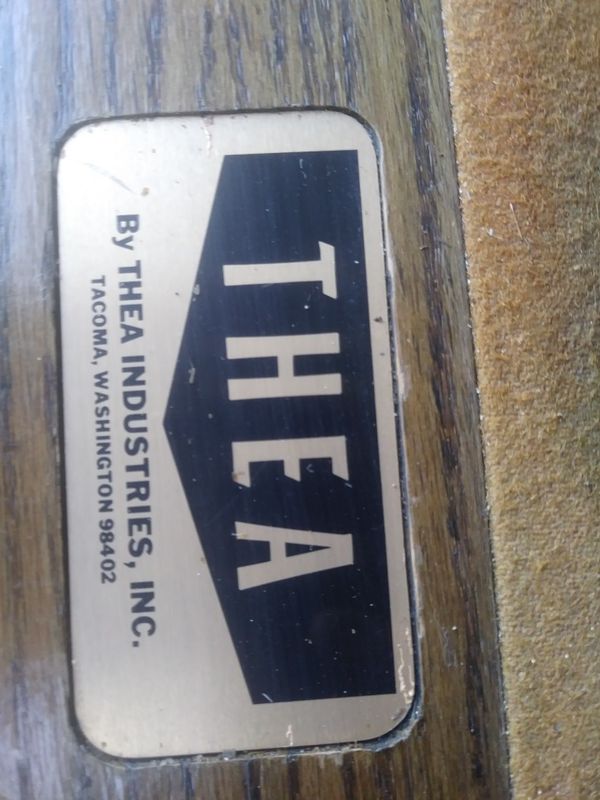 THEA
By THEA INDUSTRIES, INC.
TACOMA, WASHINGTON 98402